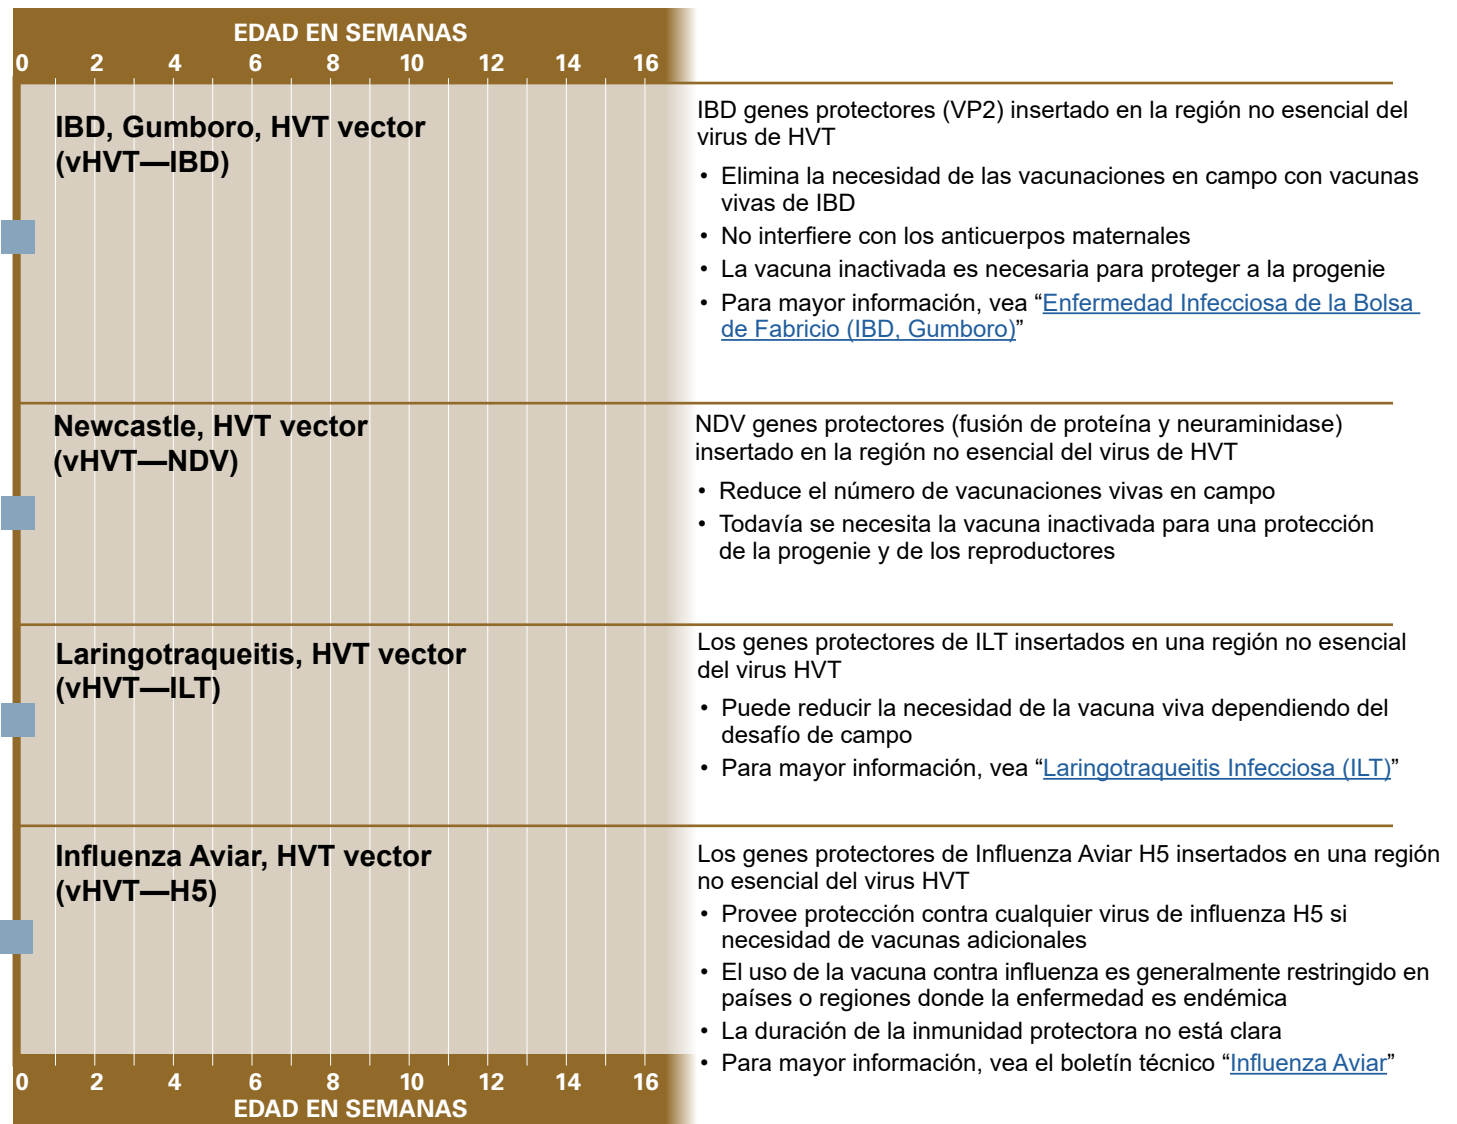 EDAD EN SEMANAS
0 2 4 6 8 10 12 14 16
IBD, Gumboro, HVT vector
(vHVT—IBD)
IBD genes protectores (VP2) insertado en la región no esencial del
virus de HVT
• Elimina la necesidad de las vacunaciones en campo con vacunas
vivas de IBD
• No interfiere con los anticuerpos maternales
• La vacuna inactivada es necesaria para proteger a la progenie
• Para mayor información, vea “Enfermedad Infecciosa de la Bolsa
de Fabricio (IBD, Gumboro)”
Newcastle, HVT vector
(vHVT—NDV)
NDV genes protectores (fusión de proteína y neuraminidase)
insertado en la región no esencial del virus de HVT
• Reduce el número de vacunaciones vivas en campo
• Todavía se necesita la vacuna inactivada para una protección
de la progenie y de los reproductores
Laringotraqueitis, HVT vector
(vHVT—ILT)
Los genes protectores de ILT insertados en una región no esencial
del virus HVT
• Puede reducir la necesidad de la vacuna viva dependiendo del
desafío de campo
• Para mayor información, vea “Laringotraqueitis Infecciosa (ILT)”
Influenza Aviar, HVT vector
(vHVT—H5)
Los genes protectores de Influenza Aviar H5 insertados en una región
no esencial del virus HVT
• Provee protección contra cualquier virus de influenza H5 si
necesidad de vacunas adicionales
• El uso de la vacuna contra influenza es generalmente restringido en
países o regiones donde la enfermedad es endémica
• La duración de la inmunidad protectora no está clara
• Para mayor información, vea el boletín técnico “Influenza Aviar”
0 2 4 6 8 10 12 14 16
EDAD EN SEMANAS